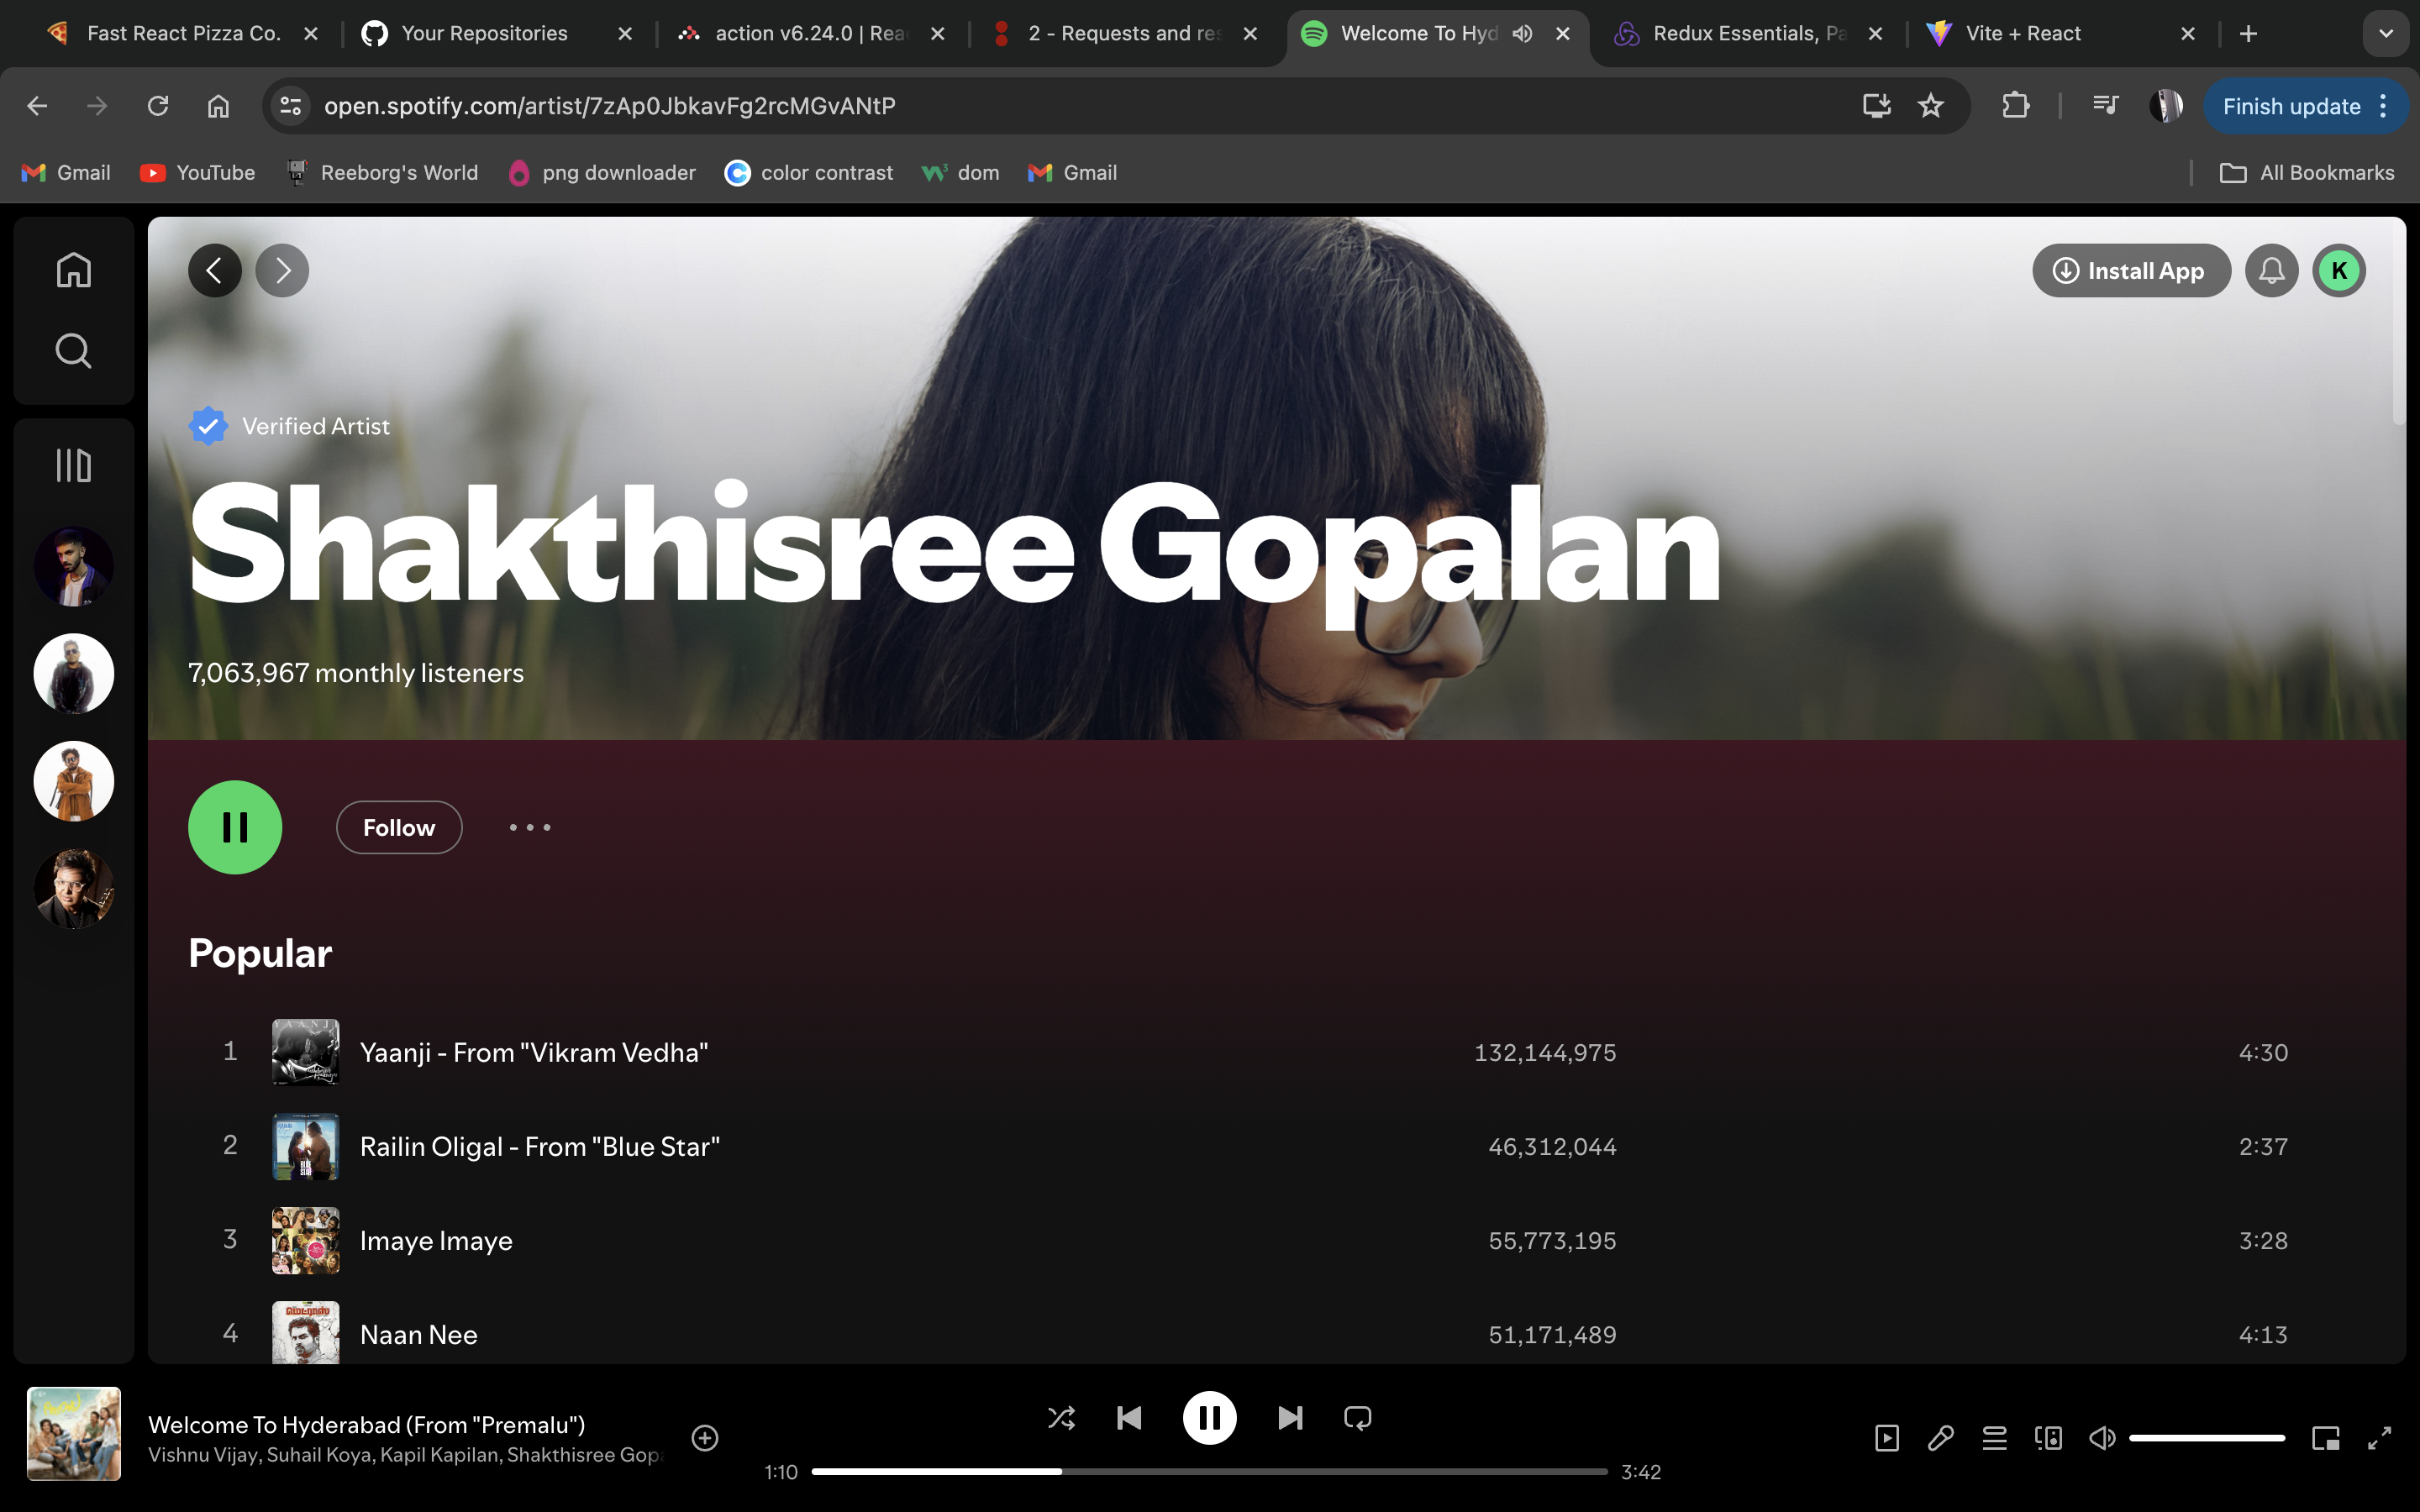 Fast React Pizza Co.
Your Repositories
action v6.24.0 | Rea
2 - Requests and res
Welcome To Hyd
Redux Essentials, Pa
Vite + React
open.spotify.com/artist/7zAp0JbkavFg2rcMGvANtP
Finish update
Gmail
YouTube
Reeborg's World
png downloader
color contrast
dom
Gmail
All Bookmarks
Install App
K
Verified Artist
Shakthisree Gopalan
7,063,967 monthly listeners
Follow
Popular
1 Yaanji - From "Vikram Vedha" 132,144,975 4:30
2 Railin Oligal - From "Blue Star" 46,312,044 2:37
3 Imaye Imaye 55,773,195 3:28
4 Naan Nee 51,171,489 4:13
Welcome To Hyderabad (From "Premalu")
Vishnu Vijay, Suhail Koya, Kapil Kapilan, Shakthisree Gopa
1:10
3:42